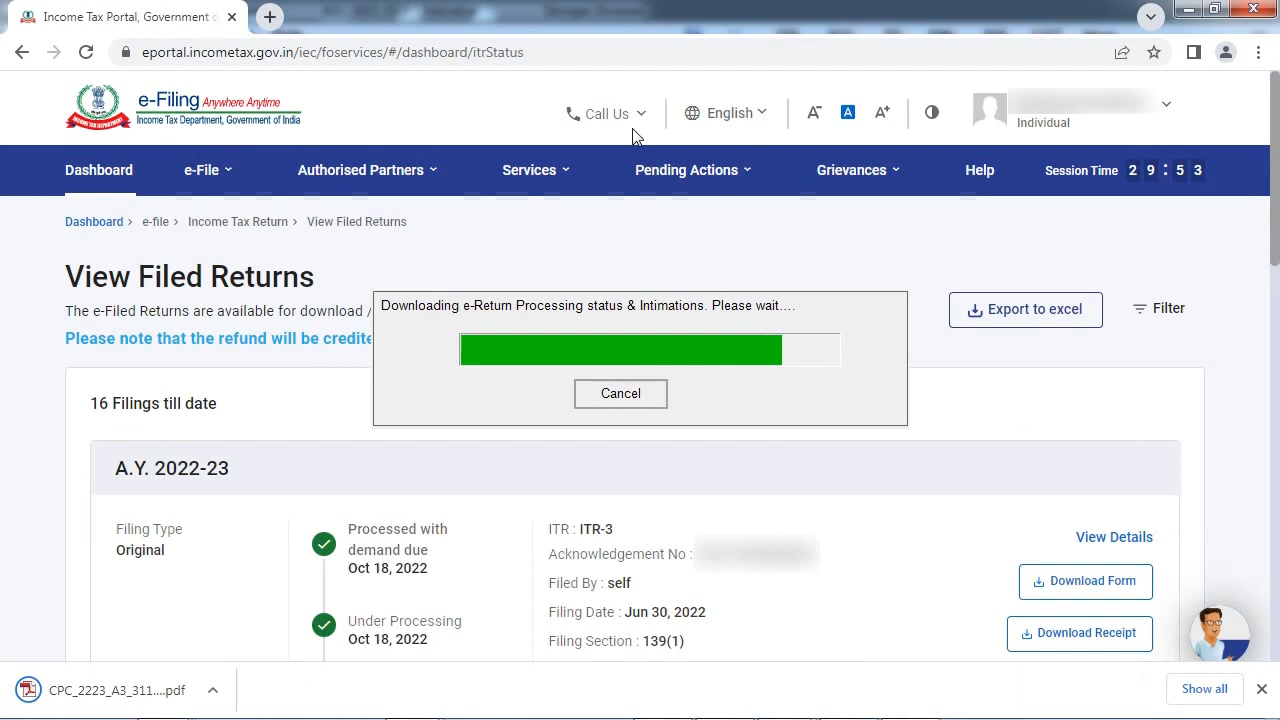 Income Tax Portal, Government o
eportal.incometax.gov.in/iec/foservices/#/dashboard/itrStatus
e-Filing Anywhere Anytime
Income Tax Department, Government of India
Call Us
English
A-
A
A+
Individual
Dashboard
e-File
Authorised Partners
Services
Pending Actions
Grievances
Help
Session Time 2 9 : 5 3
Dashboard > e-file > Income Tax Return > View Filed Returns
View Filed Returns
The e-Filed Returns are available for download /
Please note that the refund will be credite
Export to excel
Filter
Downloading e-Return Processing status & Intimations. Please wait....
Cancel
16 Filings till date
A.Y. 2022-23
Filing Type
Original
Processed with
demand due
Oct 18, 2022
Under Processing
Oct 18, 2022
ITR : ITR-3
Acknowledgement No :
Filed By : self
Filing Date : Jun 30, 2022
Filing Section : 139(1)
View Details
Download Form
Download Receipt
CPC_2223_A3_311....pdf
Show all